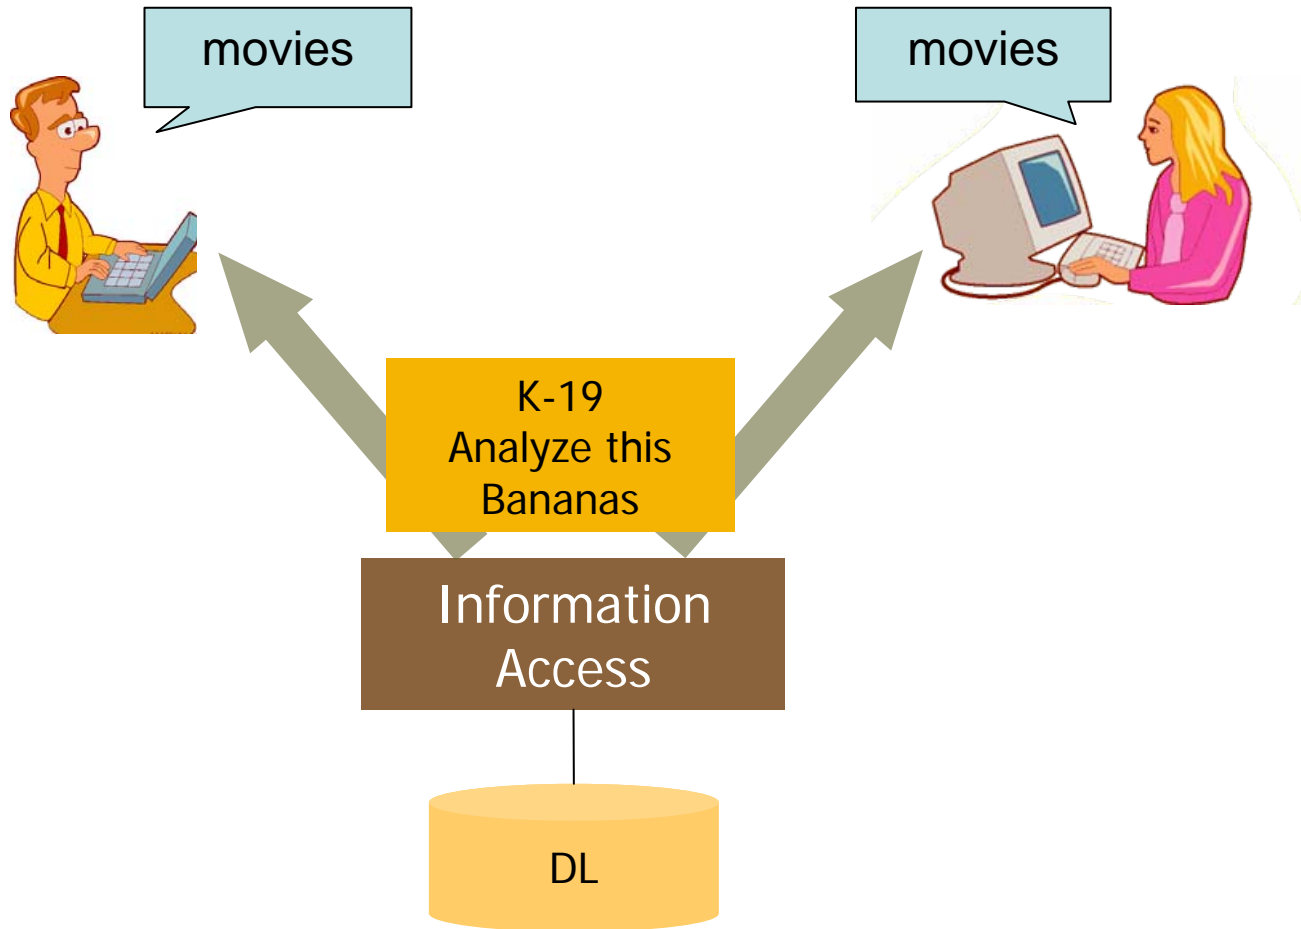 movies
movies
K-19
Analyze this
Bananas
Information
Access
DL